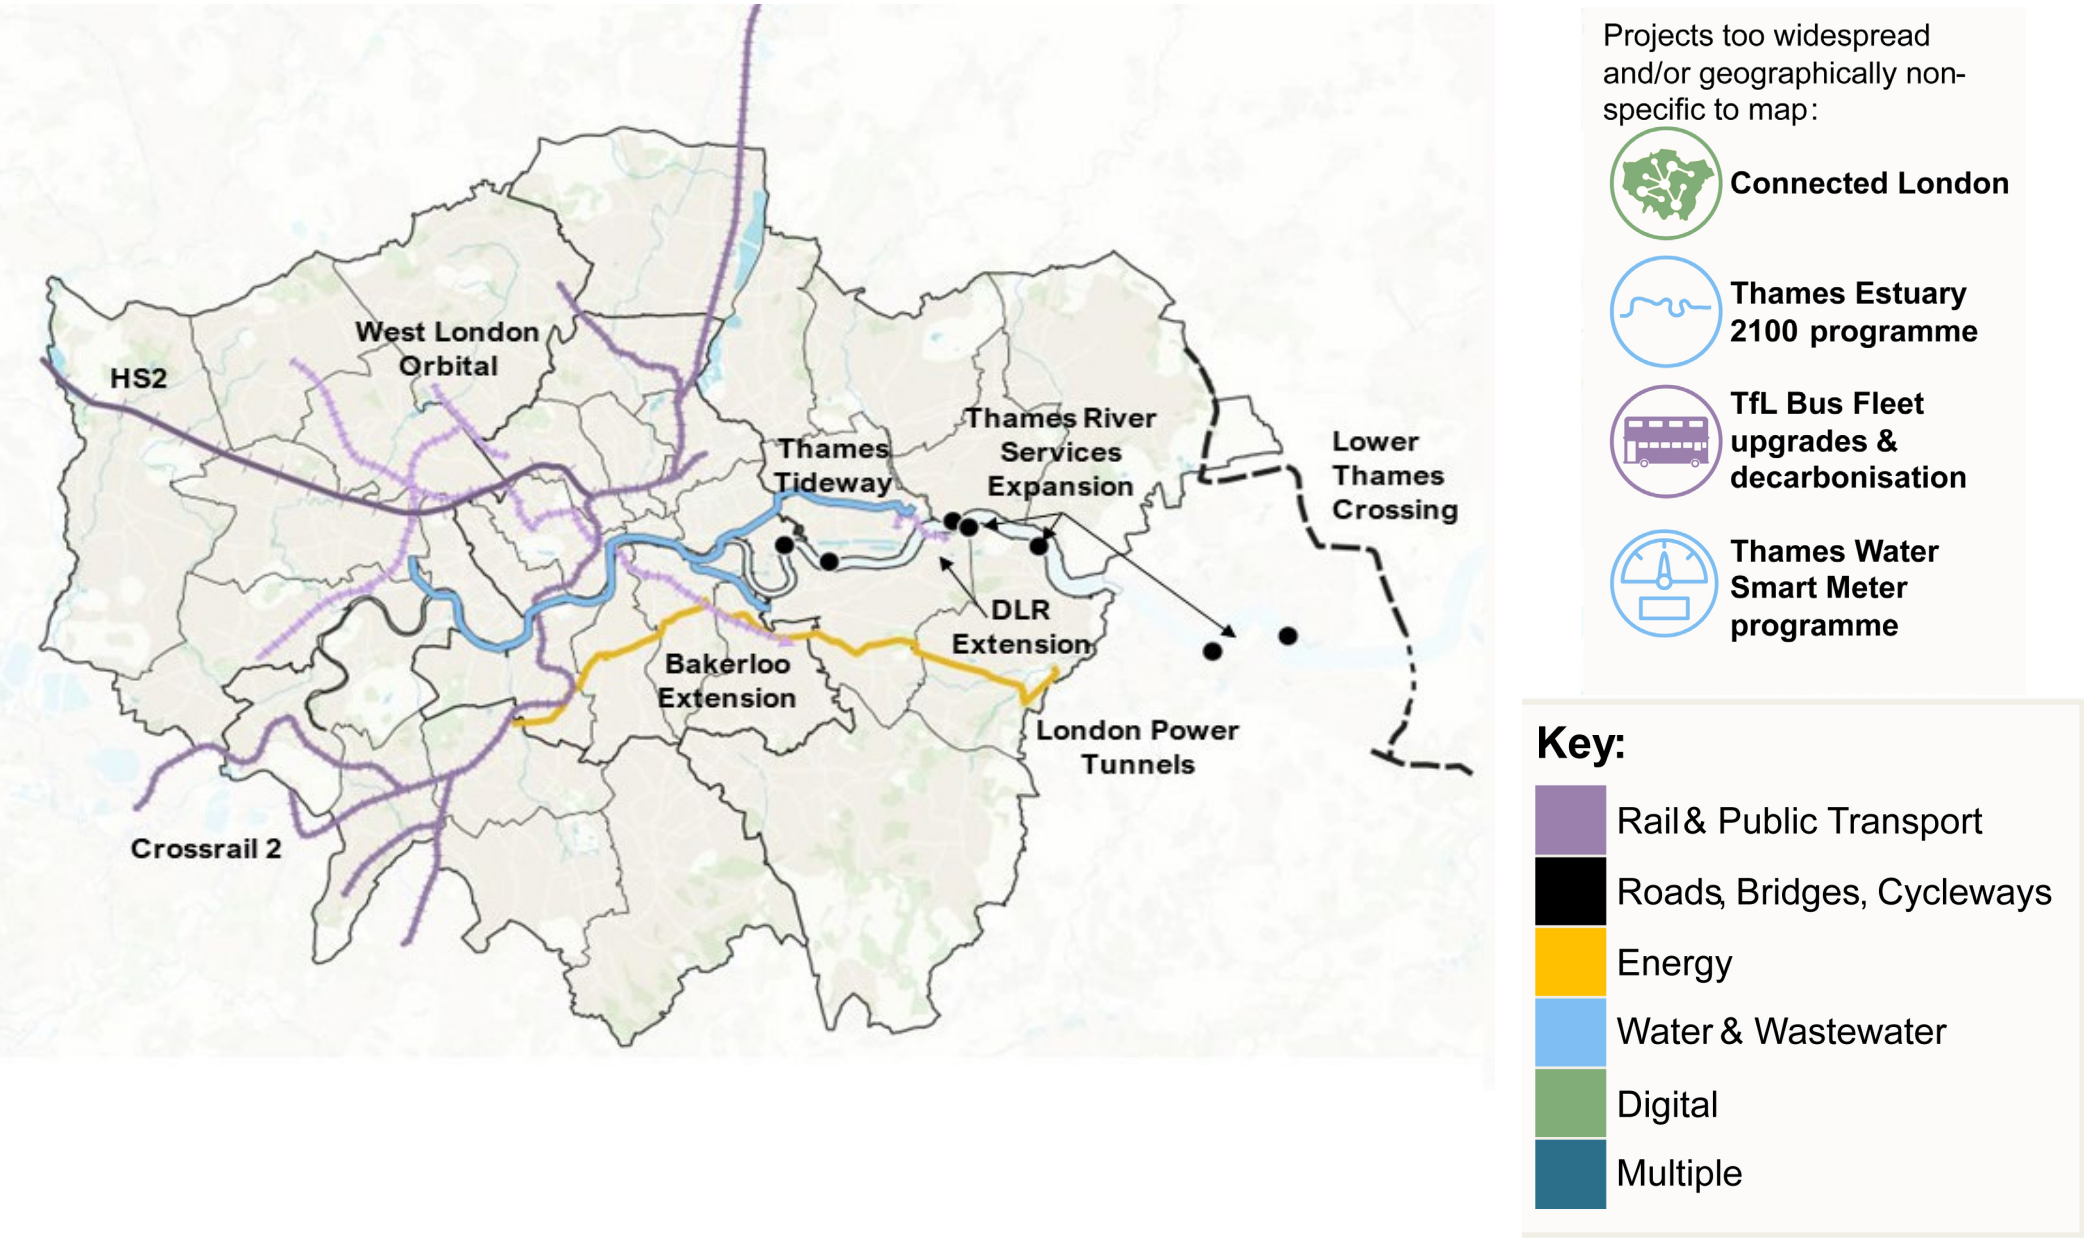 West London
Orbital
HS2
Thames
Tideway
Thames River
Services
Expansion
Lower
Thames
Crossing
DLR
Extension
Bakerloo
Extension
London Power
Tunnels
Crossrail 2
Projects too widespread
and/or geographically non-
specific to map:
Connected London
Thames Estuary
2100 programme
TfL Bus Fleet
upgrades &
decarbonisation
Thames Water
Smart Meter
programme
Key:
Rail & Public Transport
Roads, Bridges, Cycleways
Energy
Water & Wastewater
Digital
Multiple